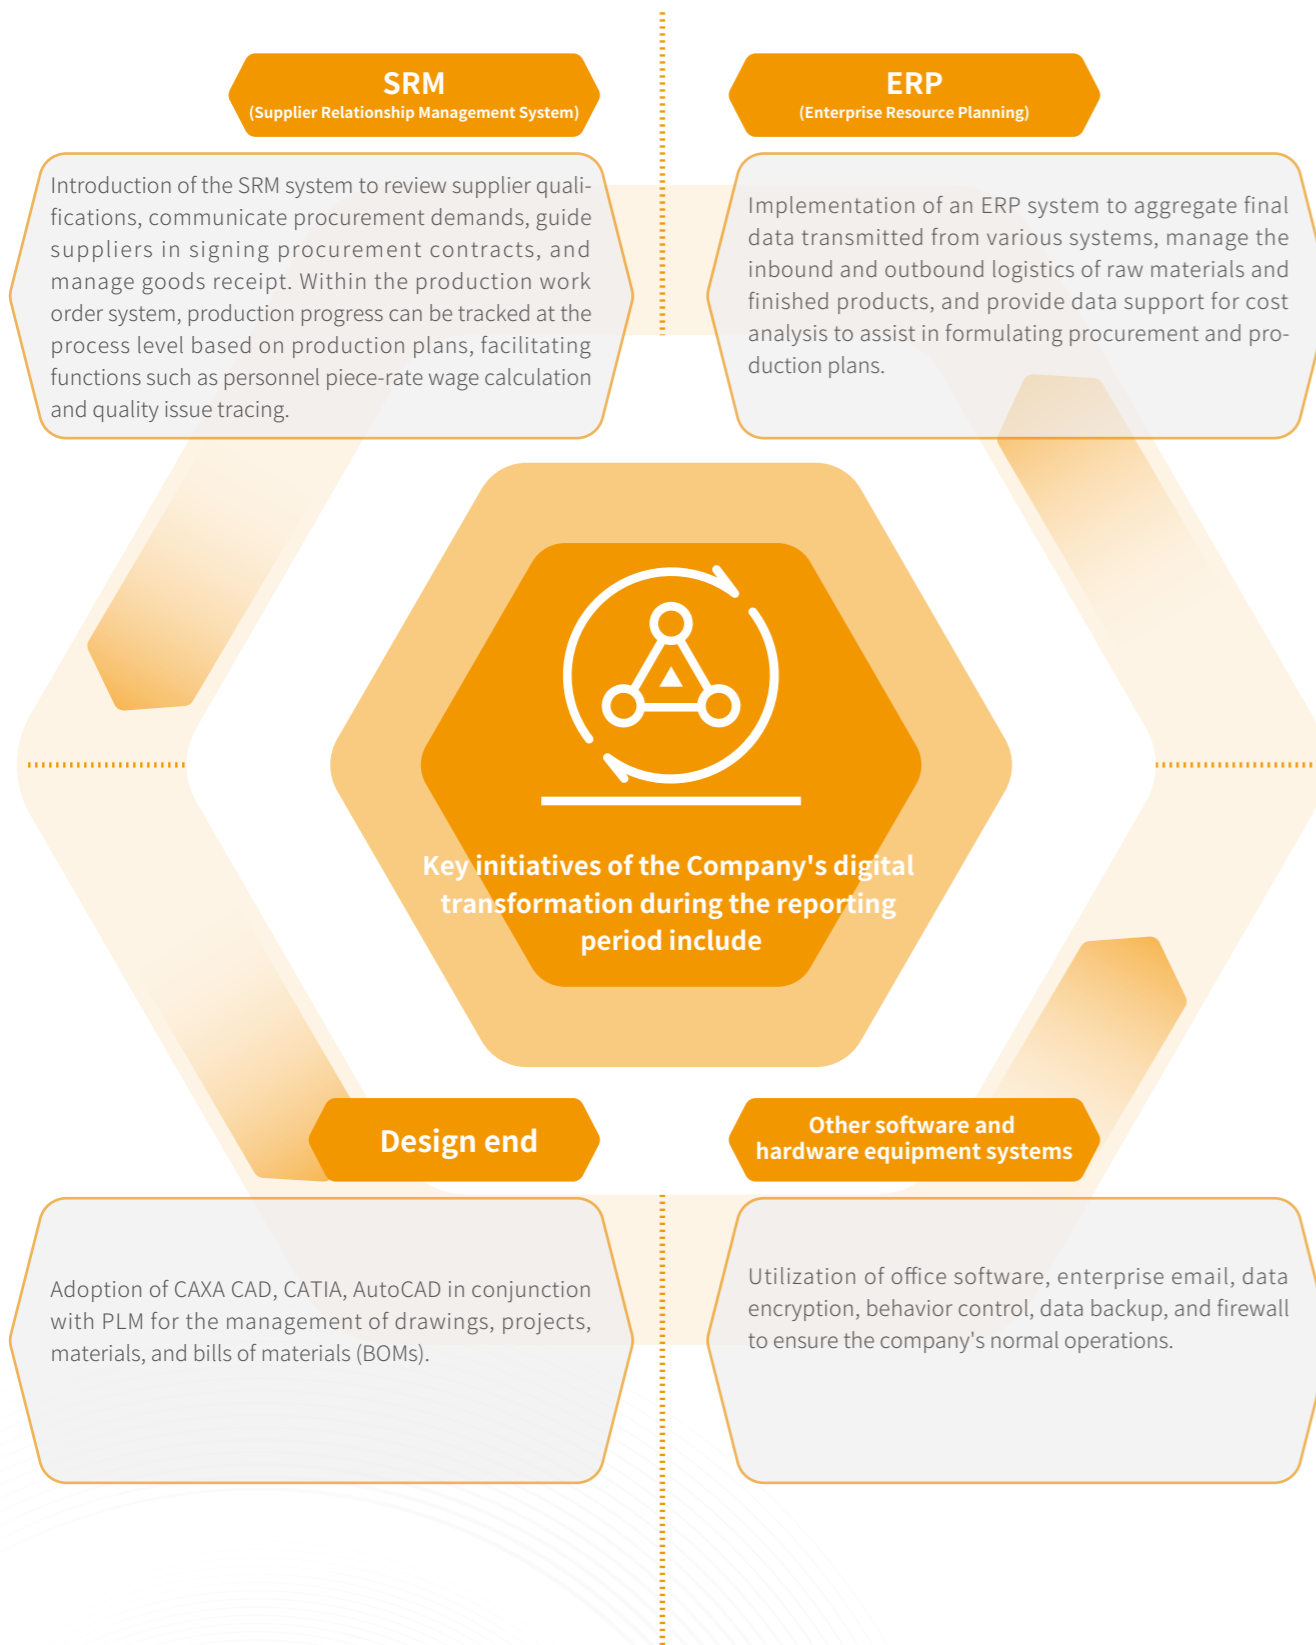 SRM
(Supplier Relationship Management System)
Introduction of the SRM system to review supplier quali-
fications, communicate procurement demands, guide
suppliers in signing procurement contracts, and
manage goods receipt. Within the production work
order system, production progress can be tracked at the
process level based on production plans, facilitating
functions such as personnel piece-rate wage calculation
and quality issue tracing.
ERP
(Enterprise Resource Planning)
Implementation of an ERP system to aggregate final
data transmitted from various systems, manage the
inbound and outbound logistics of raw materials and
finished products, and provide data support for cost
analysis to assist in formulating procurement and pro-
duction plans.
Key initiatives of the Company's digital
transformation during the reporting
period include
Design end
Adoption of CAXA CAD, CATIA, AutoCAD in conjunction
with PLM for the management of drawings, projects,
materials, and bills of materials (BOMs).
Other software and
hardware equipment systems
Utilization of office software, enterprise email, data
encryption, behavior control, data backup, and firewall
to ensure the company's normal operations.